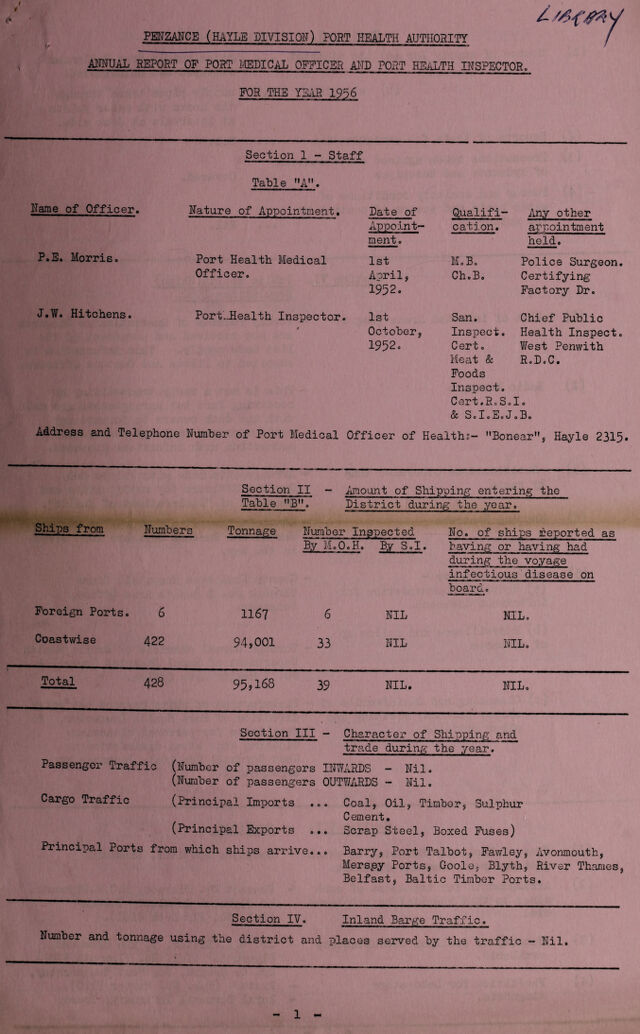 LIBRARY
PENZANCE (HAYLE DIVISION) PORT HEALTH AUTHORITY
ANNUAL REPORT OF PORT MEDICAL OFFICER AND PORT HEALTH INSPECTOR.
FOR THE YEAR 1956
Section 1 - Staff
Table "A".
Name of Officer. Nature of Appointment. Date of Appoint- ment. Qualifi- cation. Any other appointment held.
P.E. Morris. Port Health Medical Officer. 1st April, 1952. M.B. Ch.B. Police Surgeon. Certifying Factory Dr.
J.W. Hitchens. Port Health Inspector. 1st October, 1952. San. Inspect. Cert. Meat & Foods Inspect. Cert.R.S.I. & S.I.E.J.B. Chief Public Health Inspect. West Penwith R.D.C.
Address and Telephone Number of Port Medical Officer of Health:- "Bonear", Hayle 2315.
Section II - Amount of Shipping entering the
Table "B". District during the year.
Ships from Numbers Tonnage Number Inspected By M.O.H. By S.I. No. of ships reported as having or having had during the voyage infectious disease on board.
Foreign Ports. 6 1167 6 NIL NIL.
Coastwise 422 94,001 33 NIL NIL.
Total 428 95,168 39 NIL. NIL.
Section III - Character of Shipping and
trade during the year.
Passenger Traffic (Number of passengers INWARDS - Nil.
(Number of passengers OUTWARDS - Nil.
Cargo Traffic (Principal Imports ... Coal, Oil, Timber, Sulphur
Cement.
(Principal Exports ... Scrap Steel, Boxed Fuses)
Principal Ports from which ships arrive... Barry, Port Talbot, Fawley, Avonmouth,
Mersey Ports, Goole, Blyth, River Thames,
Belfast, Baltic Timber Ports.
Section IV. Inland Barge Traffic.
Number and tonnage using the district and places served by the traffic - Nil.
- 1 -